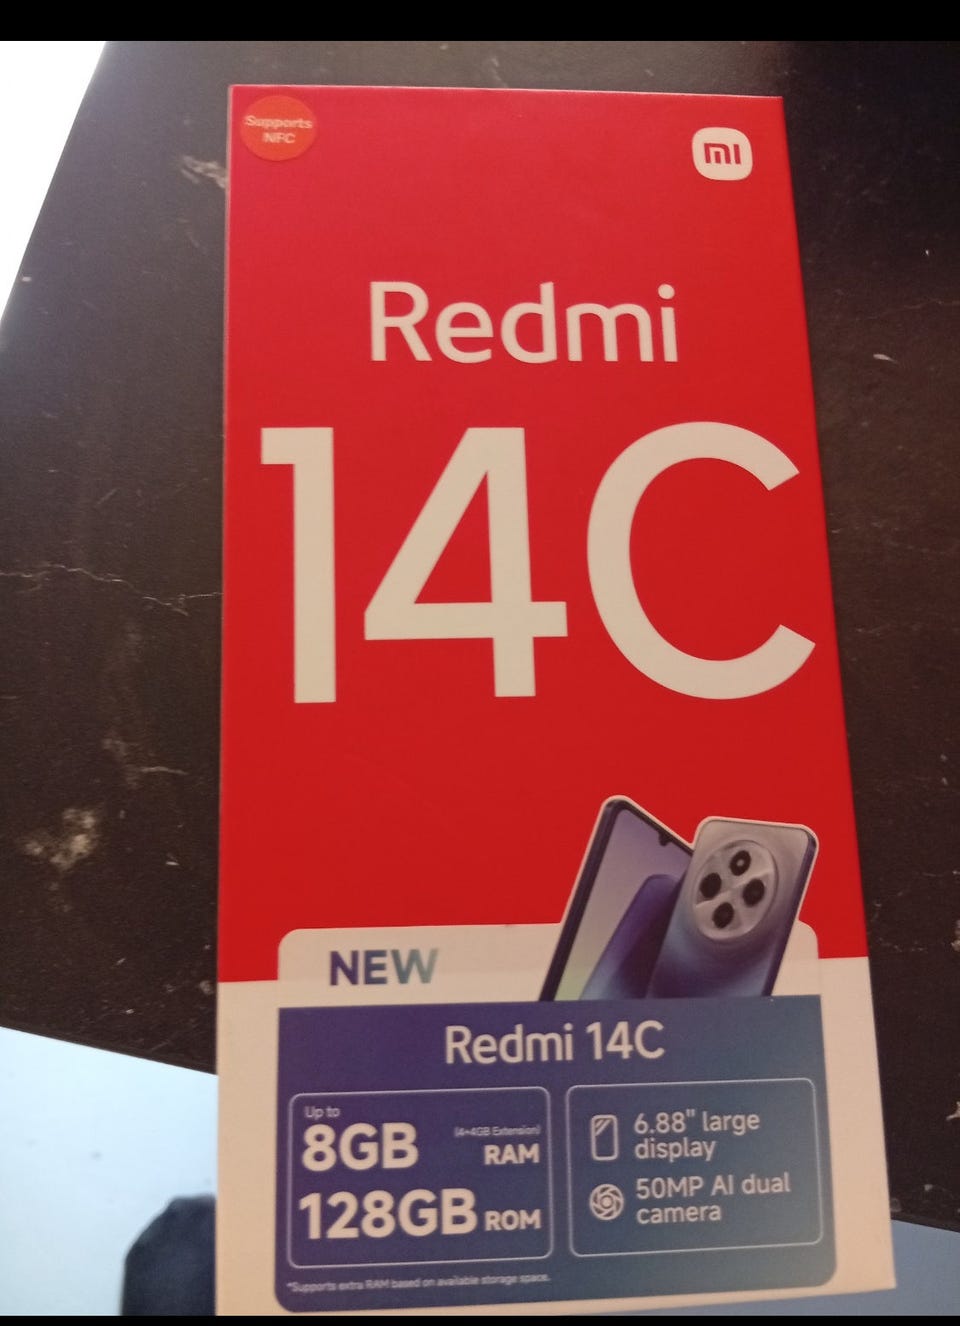 Supports
NFC
mi
Redmi
14C
NEW
Redmi 14C
Up to
8GB (4+4GB Extension) RAM
128GB ROM
6.88" large
display
50MP AI dual
camera
*Supports extra RAM based on available storage space.